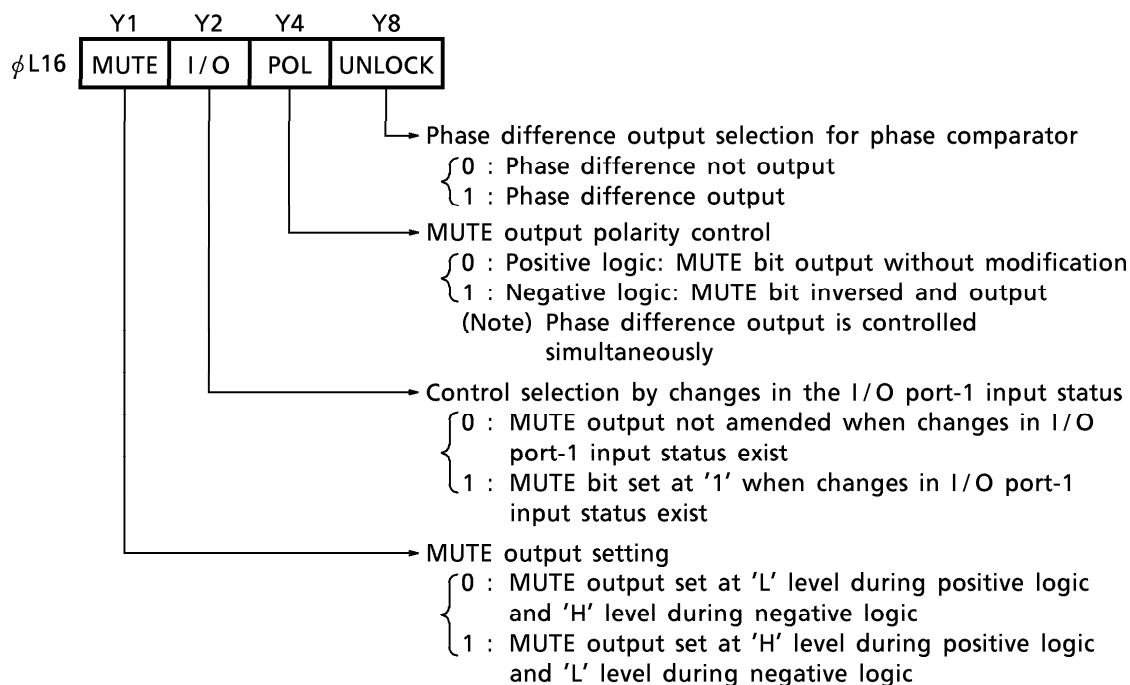 Y1 Y2 Y4 Y8
ϕL16 MUTE I/O POL UNLOCK
Phase difference output selection for phase comparator
0 : Phase difference not output
1 : Phase difference output
MUTE output polarity control
0 : Positive logic: MUTE bit output without modification
1 : Negative logic: MUTE bit inversed and output
(Note) Phase difference output is controlled
simultaneously
Control selection by changes in the I/O port-1 input status
0 : MUTE output not amended when changes in I/O
port-1 input status exist
1 : MUTE bit set at '1' when changes in I/O port-1
input status exist
MUTE output setting
0 : MUTE output set at 'L' level during positive logic
and 'H' level during negative logic
1 : MUTE output set at 'H' level during positive logic
and 'L' level during negative logic